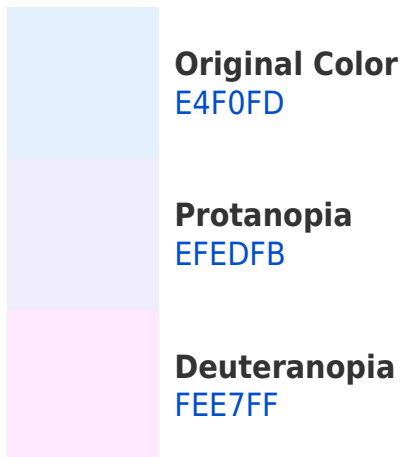 Original Color
E4F0FD
Protanopia
EFEDFB
Deuteranopia
FEE7FF